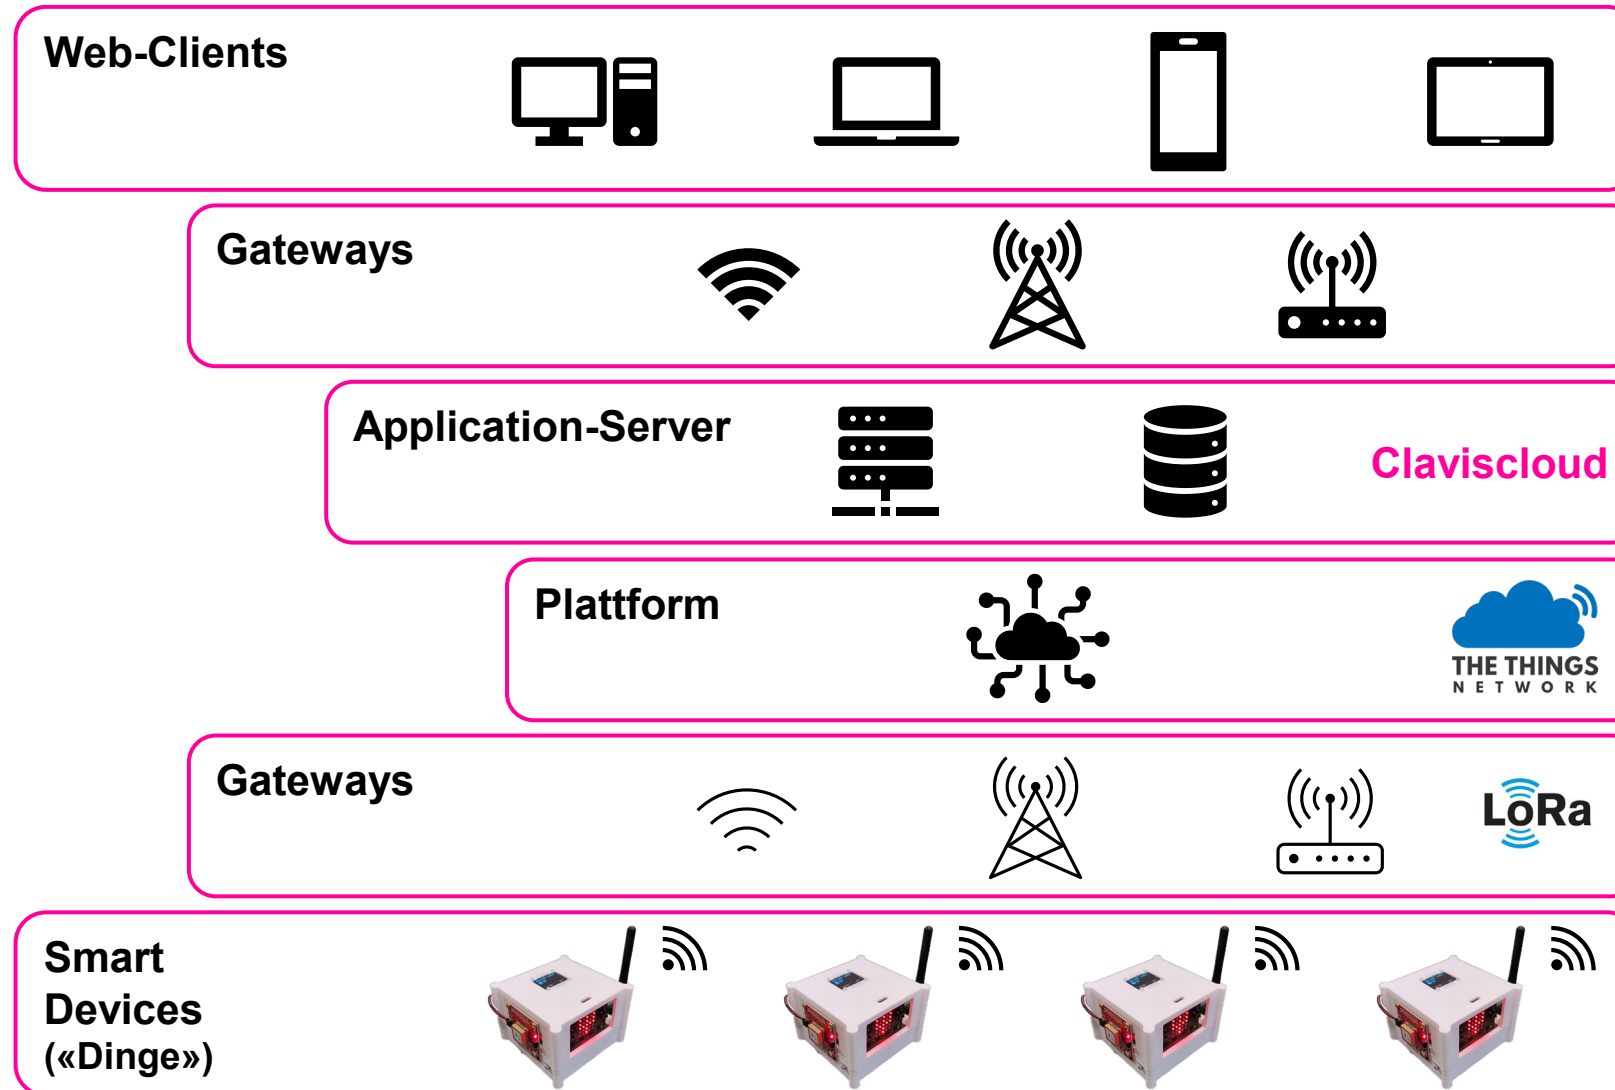 Web-Clients
Gateways
Application-Server
Claviscloud
Plattform
THE THINGS
NETWORK
Gateways
LoRa
Smart
Devices
(«Dinge»)